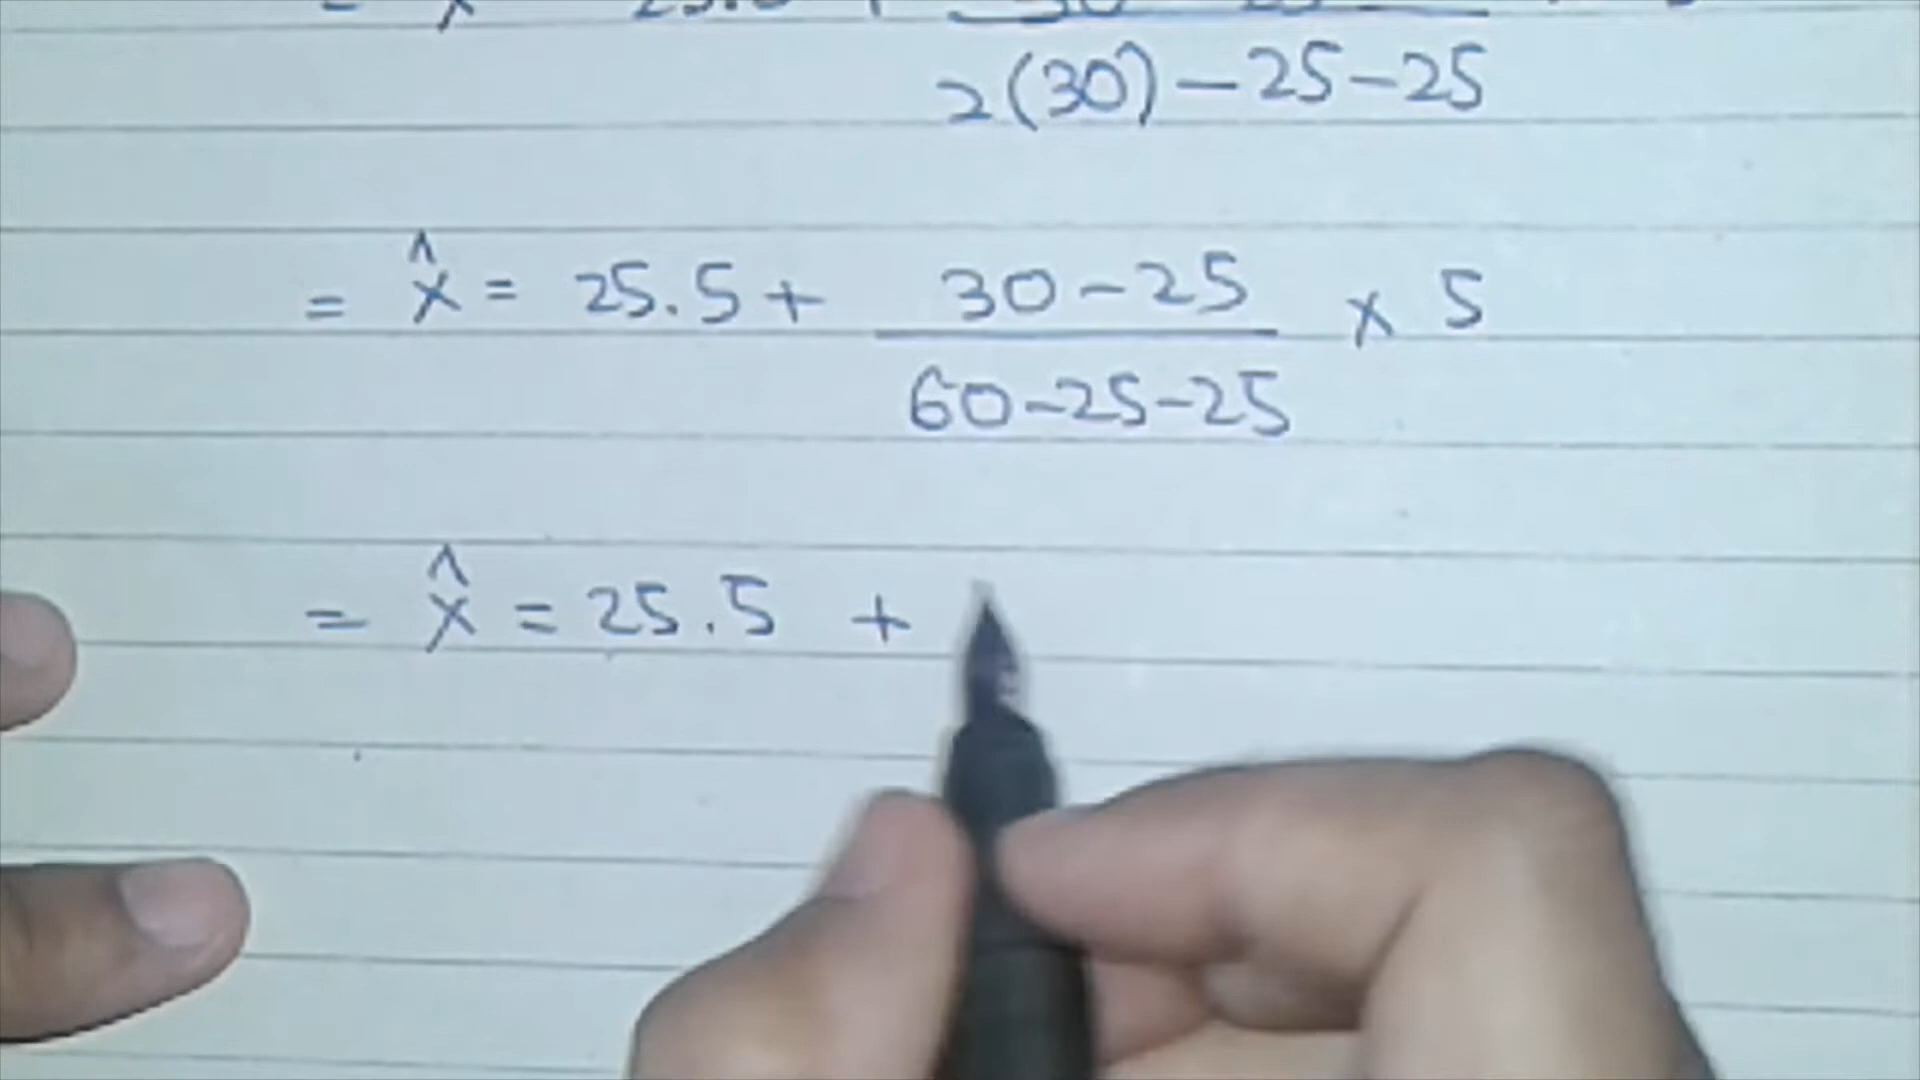 2(30) - 25 - 25
= x̂ = 25.5 + 30 - 25 / 60 - 25 - 25 × 5
= x̂ = 25.5 +